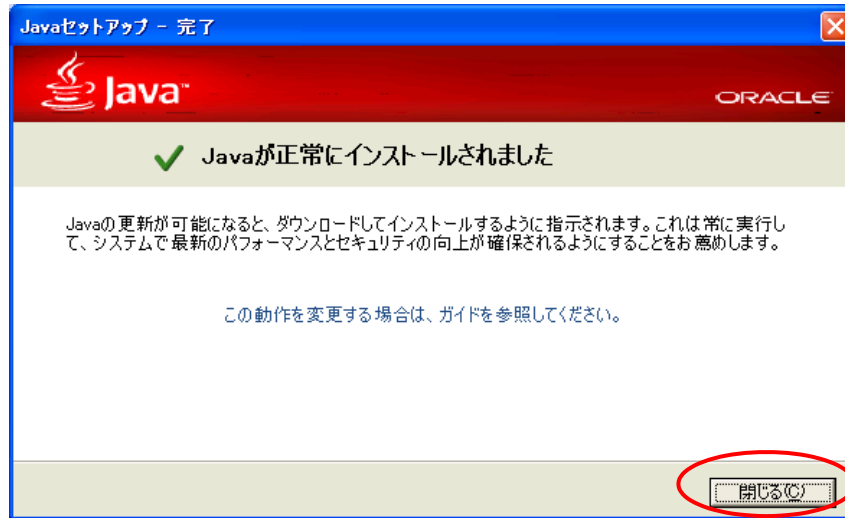 Javaセットアップ - 完了
Java™
ORACLE
Javaが正常にインストールされました
Javaの更新が可能になると、ダウンロードしてインストールするように指示されます。これは常に実行し
て、システムで最新のパフォーマンスとセキュリティの向上が確保されるようにすることをお薦めします。
この動作を変更する場合は、ガイドを参照してください。
閉じる(C)